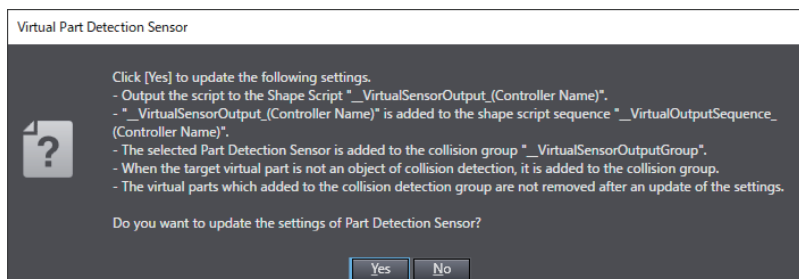 Virtual Part Detection Sensor
Click [Yes] to update the following settings.
- Output the script to the Shape Script "__VirtualSensorOutput_(Controller Name)".
- "__VirtualSensorOutput_(Controller Name)" is added to the shape script sequence "__VirtualOutputSequence_
(Controller Name)".
- The selected Part Detection Sensor is added to the collision group "__VirtualSensorOutputGroup".
- When the target virtual part is not an object of collision detection, it is added to the collision group.
- The virtual parts which added to the collision detection group are not removed after an update of the settings.
Do you want to update the settings of Part Detection Sensor?
Yes No